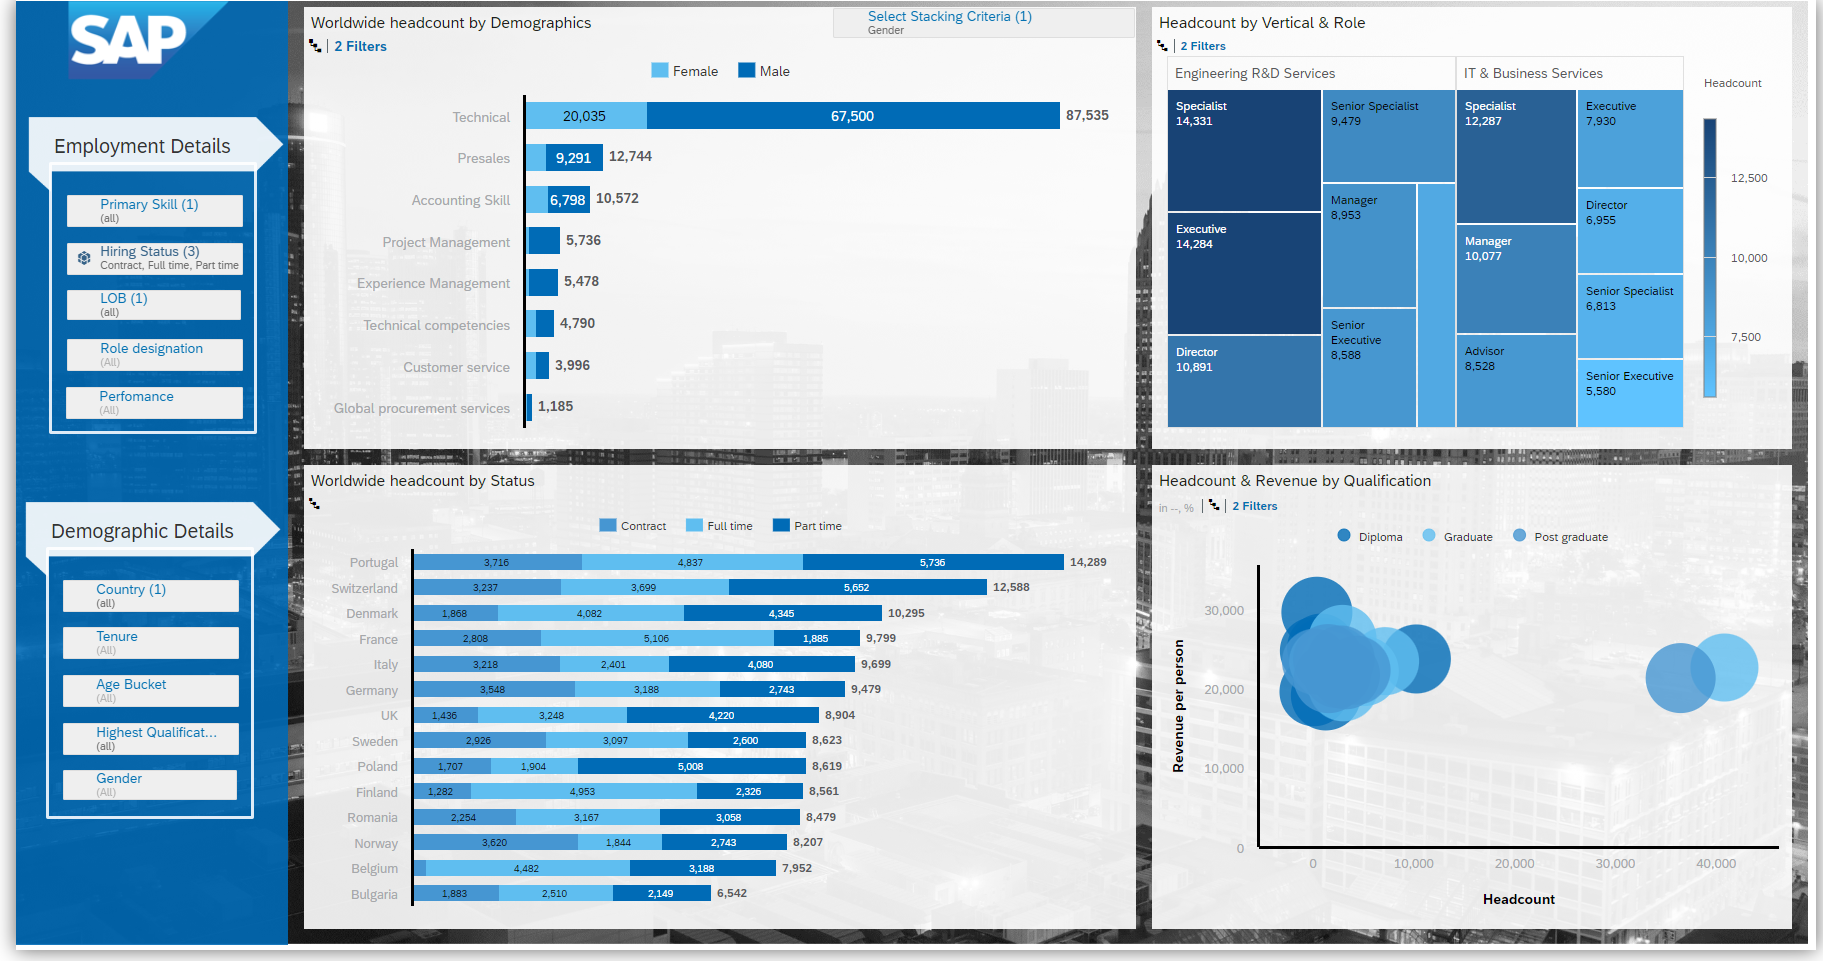 SAP
Employment Details
Primary Skill (1)
(all)
Hiring Status (3)
Contract, Full time, Part time
LOB (1)
(all)
Role designation
(All)
Perfomance
(All)
Demographic Details
Country (1)
(all)
Tenure
(All)
Age Bucket
(All)
Highest Qualificat...
(all)
Gender
(All)
Worldwide headcount by Demographics
2 Filters
Select Stacking Criteria (1)
Gender
Female Male
Technical 20,035 67,500 87,535
Presales 9,291 12,744
Accounting Skill 6,798 10,572
Project Management 5,736
Experience Management 5,478
Technical competencies 4,790
Customer service 3,996
Global procurement services 1,185
Headcount by Vertical & Role
2 Filters
Engineering R&D Services IT & Business Services
Specialist
14,331
Executive
14,284
Director
10,891
Senior Specialist
9,479
Manager
8,953
Senior
Executive
8,588
Specialist
12,287
Manager
10,077
Advisor
8,528
Executive
7,930
Director
6,955
Senior Specialist
6,813
Senior Executive
5,580
Headcount
12,500
10,000
7,500
Worldwide headcount by Status
Contract Full time Part time
Portugal 3,716 4,837 5,736 14,289
Switzerland 3,237 3,699 5,652 12,588
Denmark 1,868 4,082 4,345 10,295
France 2,808 5,106 1,885 9,799
Italy 3,218 2,401 4,080 9,699
Germany 3,548 3,188 2,743 9,479
UK 1,436 3,248 4,220 8,904
Sweden 2,926 3,097 2,600 8,623
Poland 1,707 1,904 5,008 8,619
Finland 1,282 4,953 2,326 8,561
Romania 2,254 3,167 3,058 8,479
Norway 3,620 1,844 2,743 8,207
Belgium 4,482 3,188 7,952
Bulgaria 1,883 2,510 2,149 6,542
Headcount & Revenue by Qualification
in --, %
2 Filters
Diploma Graduate Post graduate
Revenue per person
30,000
20,000
10,000
0
0 10,000 20,000 30,000 40,000
Headcount